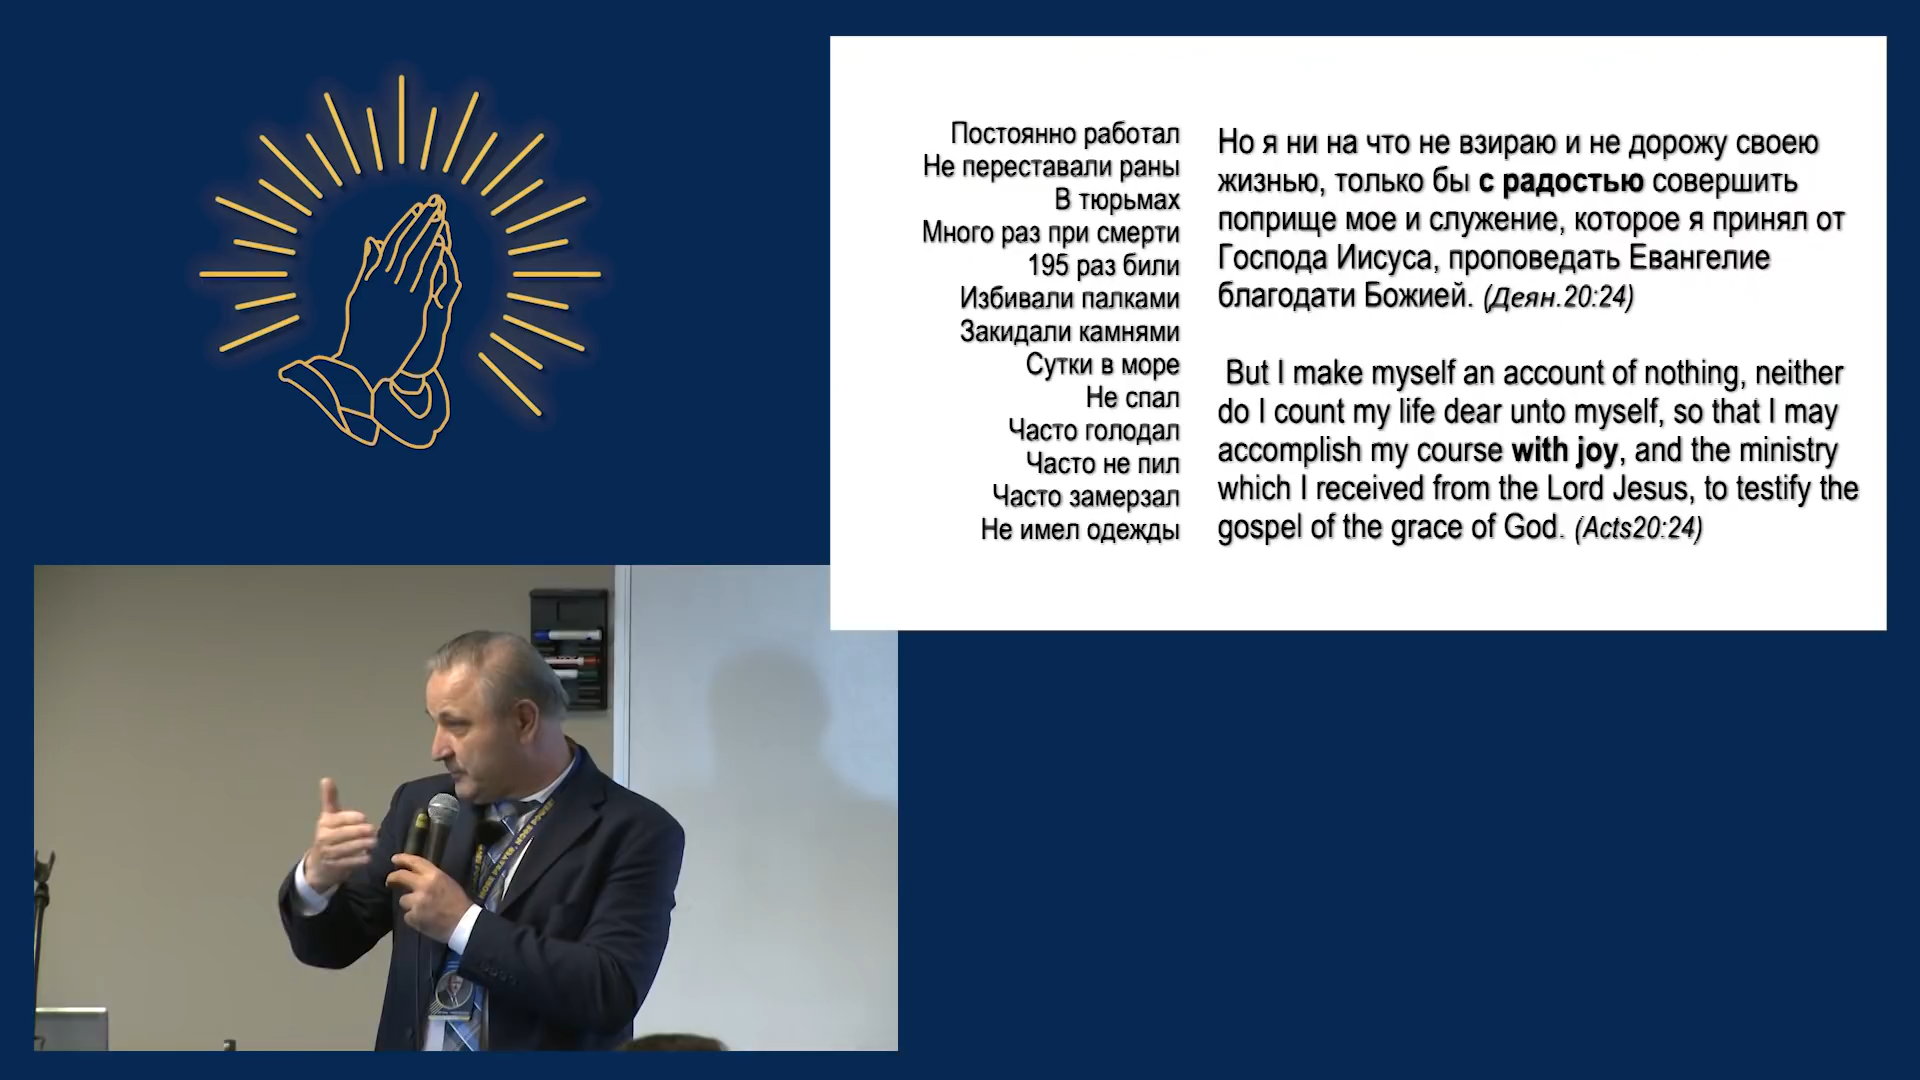 Постоянно работал
Не переставали раны
В тюрьмах
Много раз при смерти
195 раз били
Избивали палками
Закидали камнями
Сутки в море
Не спал
Часто голодал
Часто не пил
Часто замерзал
Не имел одежды
Но я ни на что не взираю и не дорожу своею
жизнью, только бы с радостью совершить
поприще мое и служение, которое я принял от
Господа Иисуса, проповедать Евангелие
благодати Божией. (Деян.20:24)
But I make myself an account of nothing, neither
do I count my life dear unto myself, so that I may
accomplish my course with joy, and the ministry
which I received from the Lord Jesus, to testify the
gospel of the grace of God. (Acts20:24)
MORE PRAYER, MORE POWER!